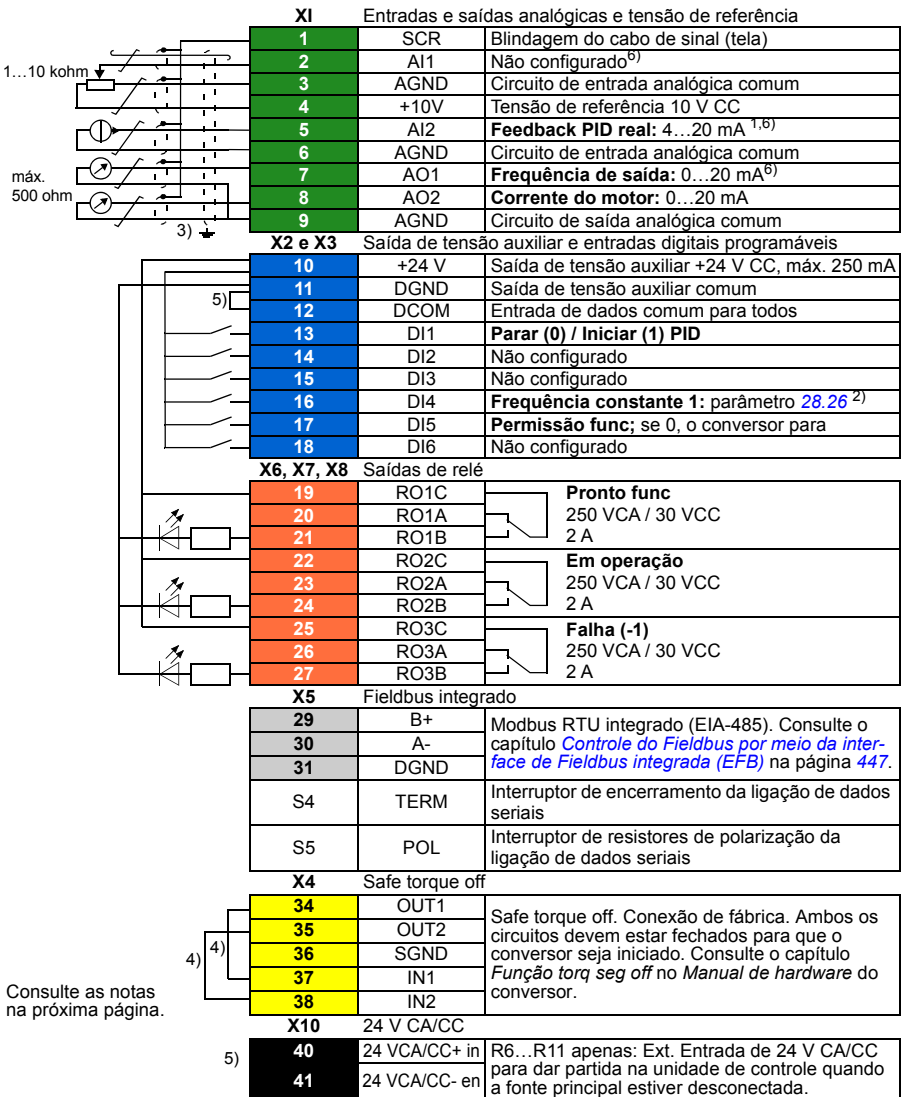 XI Entradas e saídas analógicas e tensão de referência
1 SCR Blindagem do cabo de sinal (tela)
2 AI1 Não configurado6)
3 AGND Circuito de entrada analógica comum
4 +10V Tensão de referência 10 V CC
5 AI2 Feedback PID real: 4…20 mA 1,6)
6 AGND Circuito de entrada analógica comum
7 AO1 Frequência de saída: 0…20 mA6)
8 AO2 Corrente do motor: 0…20 mA
9 AGND Circuito de saída analógica comum
1…10 kohm
máx.
500 ohm
3)
X2 e X3 Saída de tensão auxiliar e entradas digitais programáveis
10 +24 V Saída de tensão auxiliar +24 V CC, máx. 250 mA
11 DGND Saída de tensão auxiliar comum
12 DCOM Entrada de dados comum para todos
13 DI1 Parar (0) / Iniciar (1) PID
14 DI2 Não configurado
15 DI3 Não configurado
16 DI4 Frequência constante 1: parâmetro 28.26 2)
17 DI5 Permissão func; se 0, o conversor para
18 DI6 Não configurado
5)
X6, X7, X8 Saídas de relé
19 RO1C Pronto func
20 RO1A 250 VCA / 30 VCC
21 RO1B 2 A
22 RO2C Em operação
23 RO2A 250 VCA / 30 VCC
24 RO2B 2 A
25 RO3C Falha (-1)
26 RO3A 250 VCA / 30 VCC
27 RO3B 2 A
X5 Fieldbus integrado
29 B+
30 A-
31 DGND
Modbus RTU integrado (EIA-485). Consulte o
capítulo Controle do Fieldbus por meio da inter-
face de Fieldbus integrada (EFB) na página 447.
S4 TERM Interruptor de encerramento da ligação de dados
seriais
S5 POL Interruptor de resistores de polarização da
ligação de dados seriais
X4 Safe torque off
34 OUT1
35 OUT2
36 SGND
37 IN1
38 IN2
Safe torque off. Conexão de fábrica. Ambos os
circuitos devem estar fechados para que o
conversor seja iniciado. Consulte o capítulo
Função torq seg off no Manual de hardware do
conversor.
4)
4)
Consulte as notas
na próxima página.
X10 24 V CA/CC
5)
40 24 VCA/CC+ in
41 24 VCA/CC- en
R6…R11 apenas: Ext. Entrada de 24 V CA/CC
para dar partida na unidade de controle quando
a fonte principal estiver desconectada.